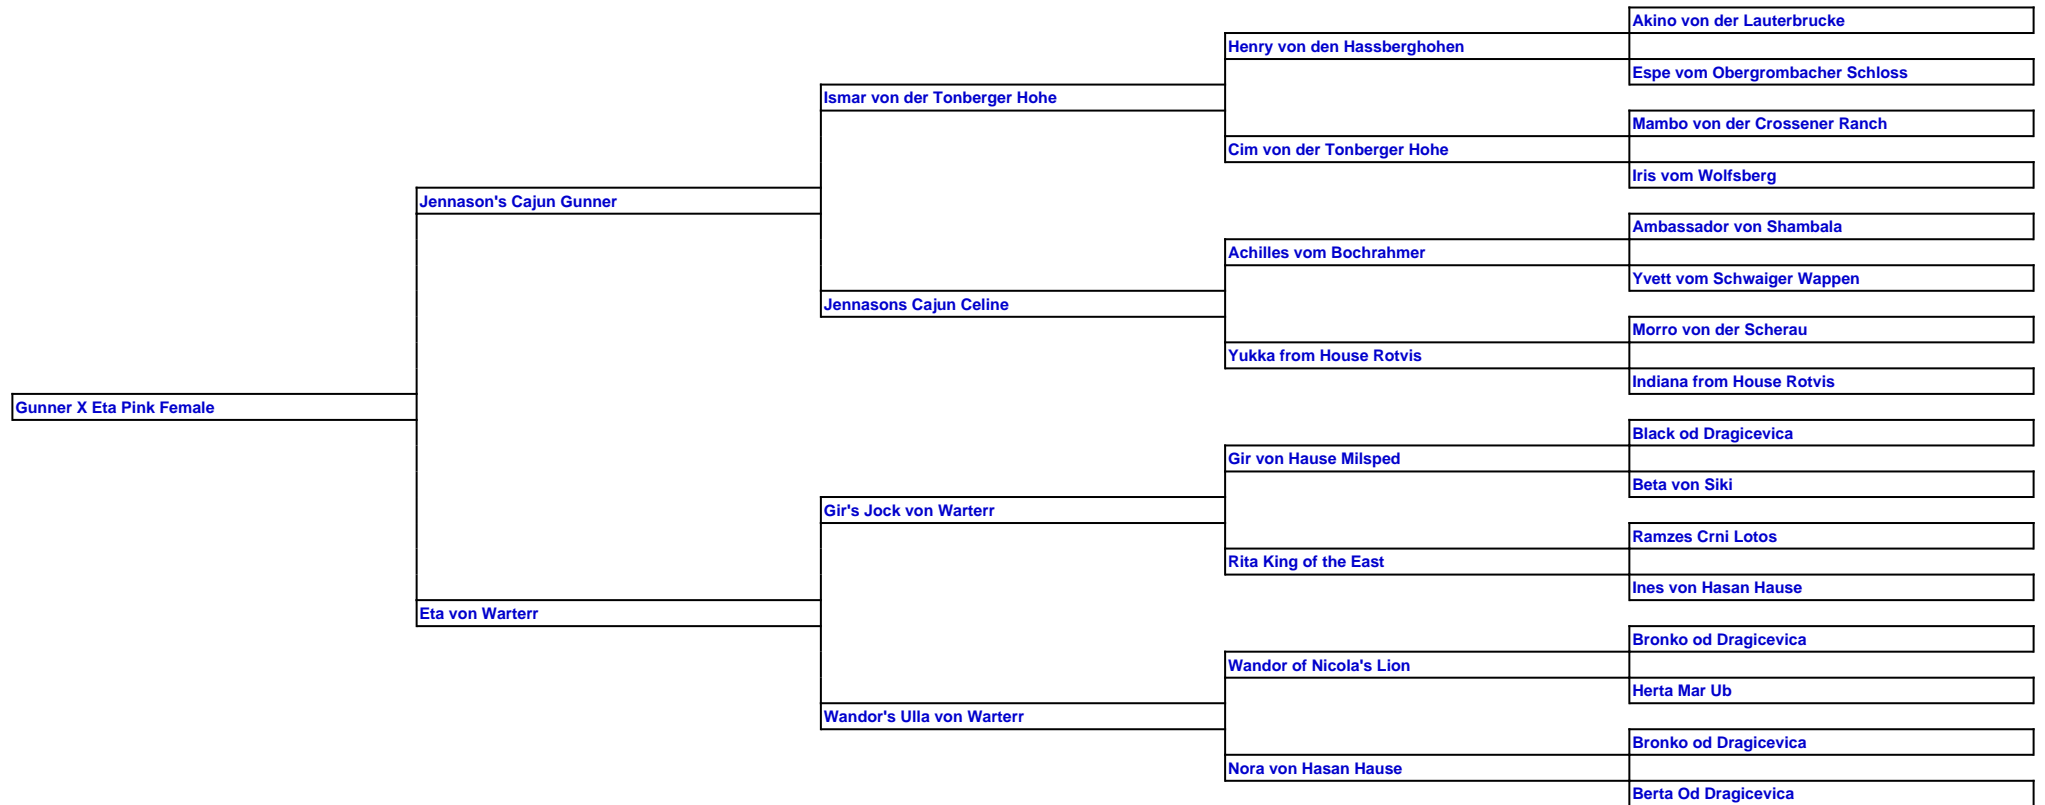 Akino von der Lauterbrucke
Henry von den Hassberghohen
Espe vom Obergrombacher Schloss
Ismar von der Tonberger Hohe
Mambo von der Crossener Ranch
Cim von der Tonberger Hohe
Iris vom Wolfsberg
Jennason's Cajun Gunner
Ambassador von Shambala
Achilles vom Bochrahmer
Yvett vom Schwaiger Wappen
Jennasons Cajun Celine
Morro von der Scherau
Yukka from House Rotvis
Indiana from House Rotvis
Gunner X Eta Pink Female
Black od Dragicevica
Gir von Hause Milsped
Beta von Siki
Gir's Jock von Warterr
Ramzes Crni Lotos
Rita King of the East
Ines von Hasan Hause
Eta von Warterr
Bronko od Dragicevica
Wandor of Nicola's Lion
Herta Mar Ub
Wandor's Ulla von Warterr
Bronko od Dragicevica
Nora von Hasan Hause
Berta Od Dragicevica